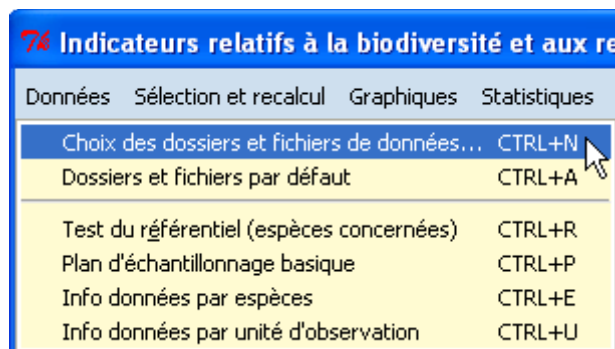 Indicateurs relatifs à la biodiversité et aux re
Données Sélection et recalcul Graphiques Statistiques
Choix des dossiers et fichiers de données... CTRL+N
Dossiers et fichiers par défaut CTRL+A
Test du référentiel (espèces concernées) CTRL+R
Plan d'échantillonnage basique CTRL+P
Info données par espèces CTRL+E
Info données par unité d'observation CTRL+U